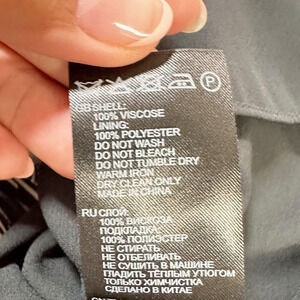 P
GB SHELL:
100% VISCOSE
LINING:
100% POLYESTER
DO NOT WASH
DO NOT BLEACH
DO NOT TUMBLE DRY
WARM IRON
DRY CLEAN ONLY
MADE IN CHINA
RU СЛОЙ:
100% ВИСКОЗА
ПОДКЛАДКА:
100% ПОЛИЭСТЕР
НЕ СТИРАТЬ
НЕ ОТБЕЛИВАТЬ
НЕ СУШИТЬ В МАШИНЕ
ГЛАДИТЬ ТЁПЛЫМ УТЮГОМ
ТОЛЬКО ХИМЧИСТКА
СДЕЛАНО В КИТАЕ